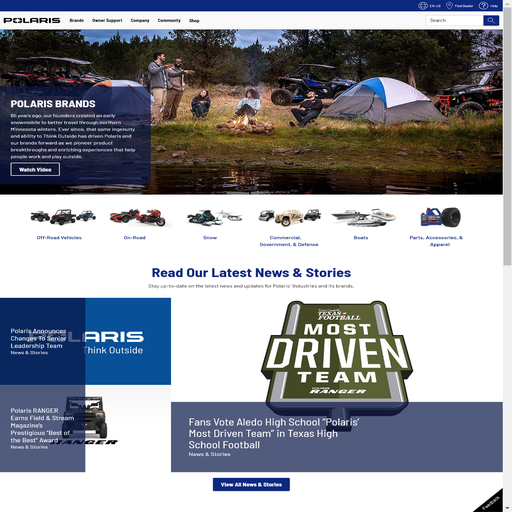 EN-US Find Dealer Help
POLARIS Brands Owner Support Company Community Shop Search
POLARIS BRANDS
65 years ago, our founders created an early
snowmobile to better travel through northern
Minnesota winters. Ever since, that same ingenuity
and ability to Think Outside has driven Polaris and
our brands forward as we pioneer product
breakthroughs and enriching experiences that help
people work and play outside.
Watch Video
Off-Road Vehicles
On-Road
Snow
Commercial,
Government, & Defense
Boats
Parts, Accessories, &
Apparel
Read Our Latest News & Stories
Stay up-to-date on the latest news and updates for Polaris' Industries and its brands.
POLARIS
Think Outside
Polaris Announces
Changes To Senior
Leadership Team
News & Stories
Polaris RANGER
Earns Field & Stream
Magazine's
Prestigious "Best of
the Best" Award
News & Stories
RANGER
TEXAS
FOOTBALL
MOST
DRIVEN
TEAM
POLARIS
RANGER
Fans Vote Aledo High School "Polaris'
Most Driven Team" in Texas High
School Football
News & Stories
View All News & Stories
Feedback